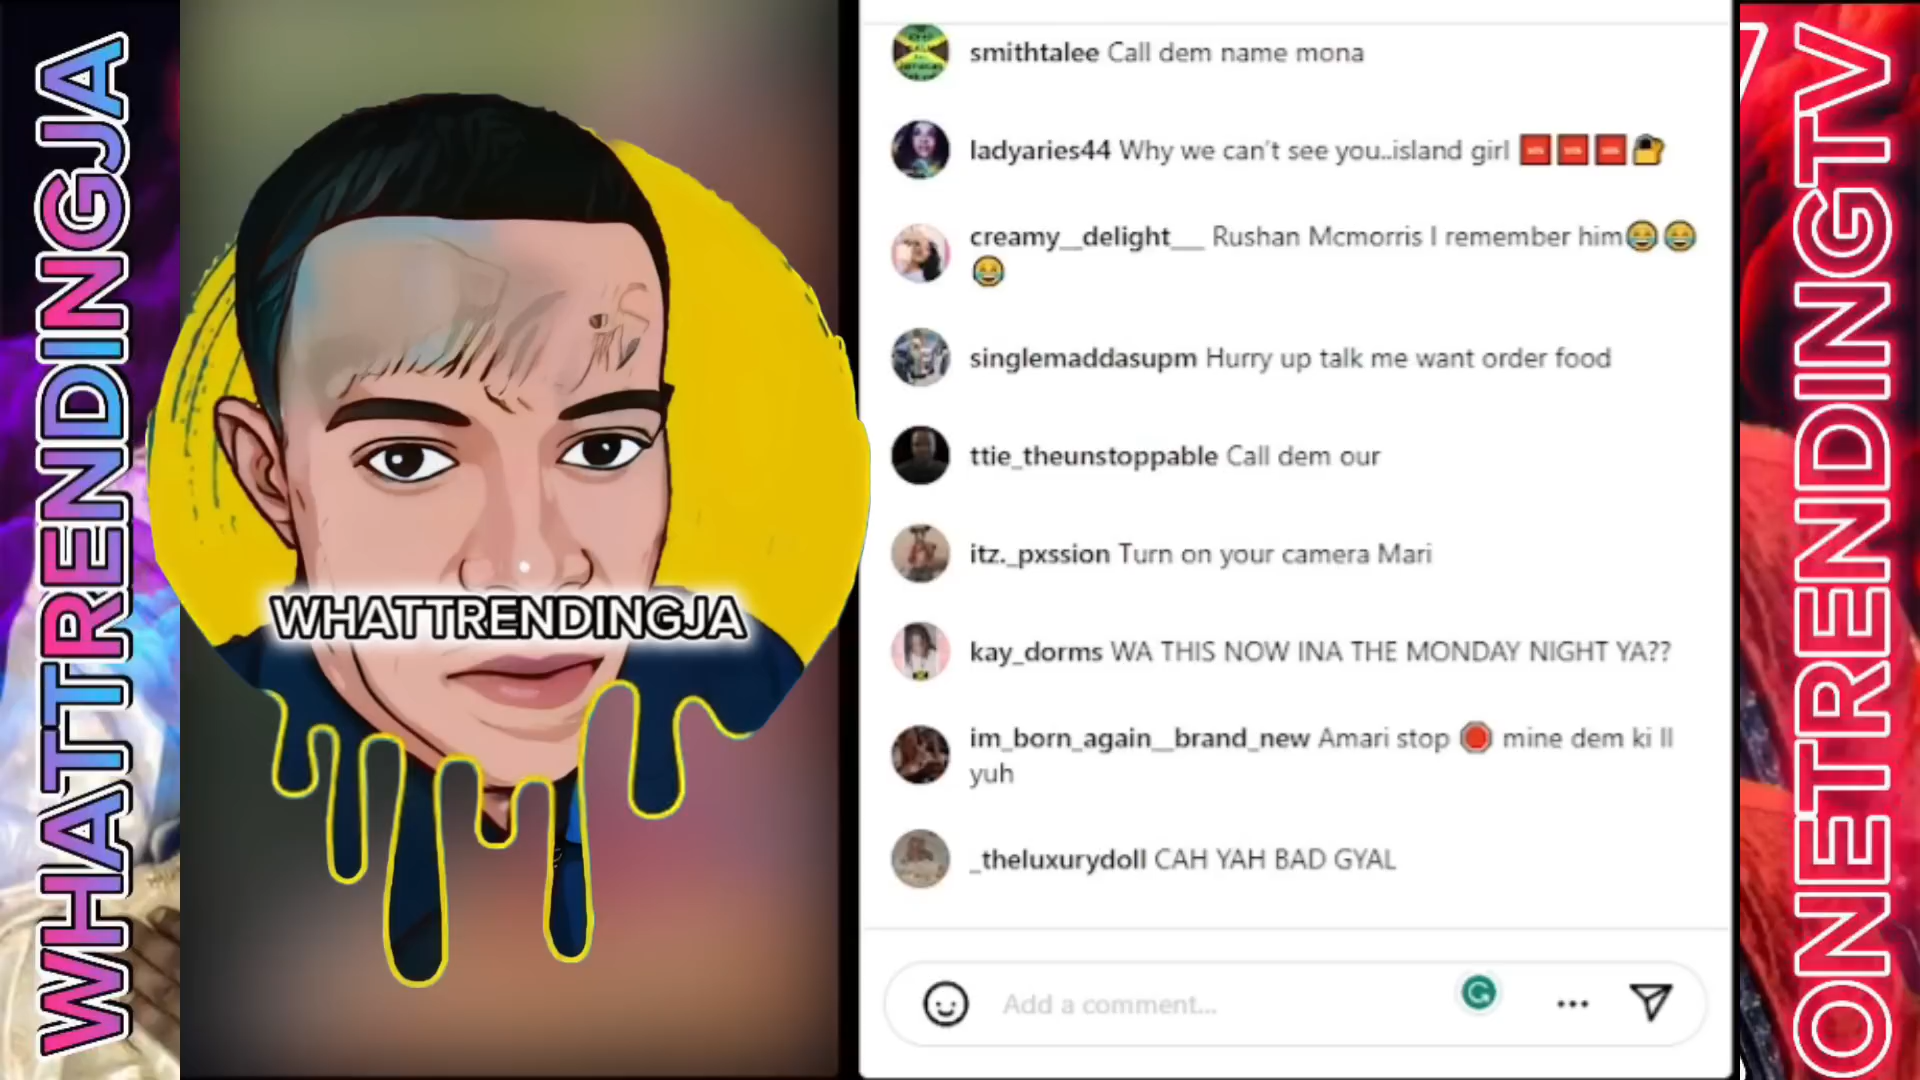 WHATTRENDINGJA
WHATTRENDINGJA
smithtalee Call dem name mona
ladyaries44 Why we can't see you..island girl
creamy__delight___ Rushan Mcmorris I remember him
singlemaddasupm Hurry up talk me want order food
ttie_theunstoppable Call dem our
itz._pxssion Turn on your camera Mari
kay_dorms WA THIS NOW INA THE MONDAY NIGHT YA??
im_born_again__brand_new Amari stop 🛑 mine dem ki ll
yuh
_theluxurydoll CAH YAH BAD GYAL
Add a comment...
ONETRENDINGTV